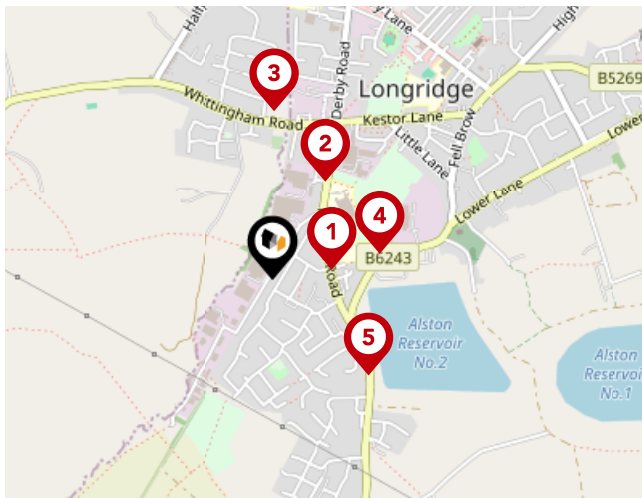 Derby Road
Longridge
B5269
Whittingham Road
Kestor Lane
Little Lane
Fell Brow
Lower Lane
3
2
4
1
B6243
Road
5
Alston
Reservoir
No.2
Alston
Reservoir
No.1